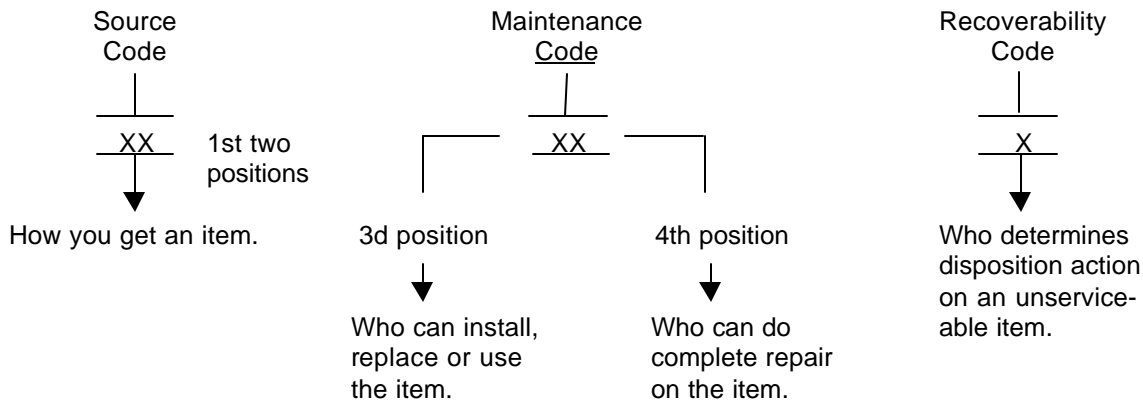 Source
Code
XX
1st two
positions
How you get an item.
Maintenance
Code
XX
3d position
Who can install,
replace or use
the item.
4th position
Who can do
complete repair
on the item.
Recoverability
Code
X
Who determines
disposition action
on an unservice-
able item.